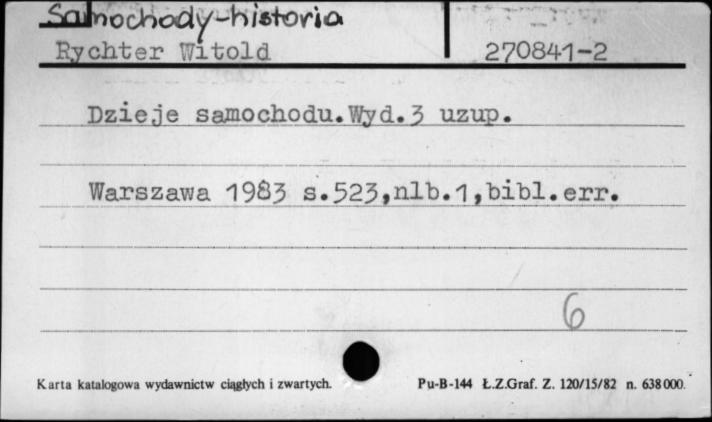 Samochody-historia
Rychter Witold 270841-2
Dzieje samochodu.Wyd.3 uzup.
Warszawa 1983 s.523,nlb.1,bibl.err.
6
Karta katalogowa wydawnictw ciągłych i zwartych. Pu-B-144 Ł.Z.Graf. Z. 120/15/82 n. 638000.